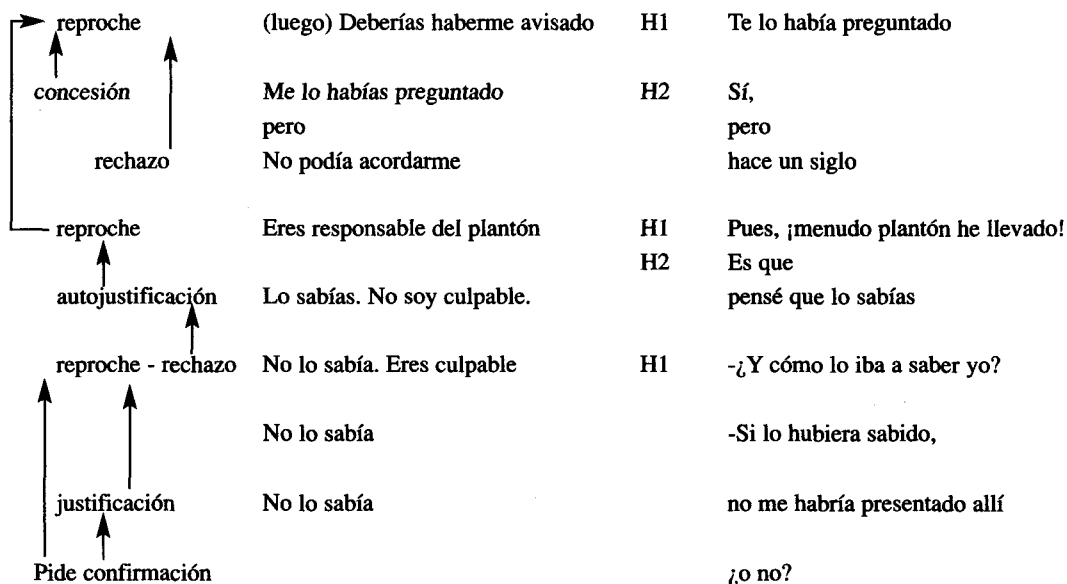 reproche (luego) Deberías haberme avisado H1 Te lo había preguntado
concesión Me lo habías preguntado H2 Sí,
pero pero
rechazo No podía acordarme hace un siglo
reproche Eres responsable del plantón H1 Pues, ¡menudo plantón he llevado!
H2 Es que
autojustificación Lo sabías. No soy culpable. pensé que lo sabías
reproche - rechazo No lo sabía. Eres culpable H1 -¿Y cómo lo iba a saber yo?
No lo sabía -Si lo hubiera sabido,
justificación No lo sabía no me habría presentado allí
Pide confirmación ¿o no?